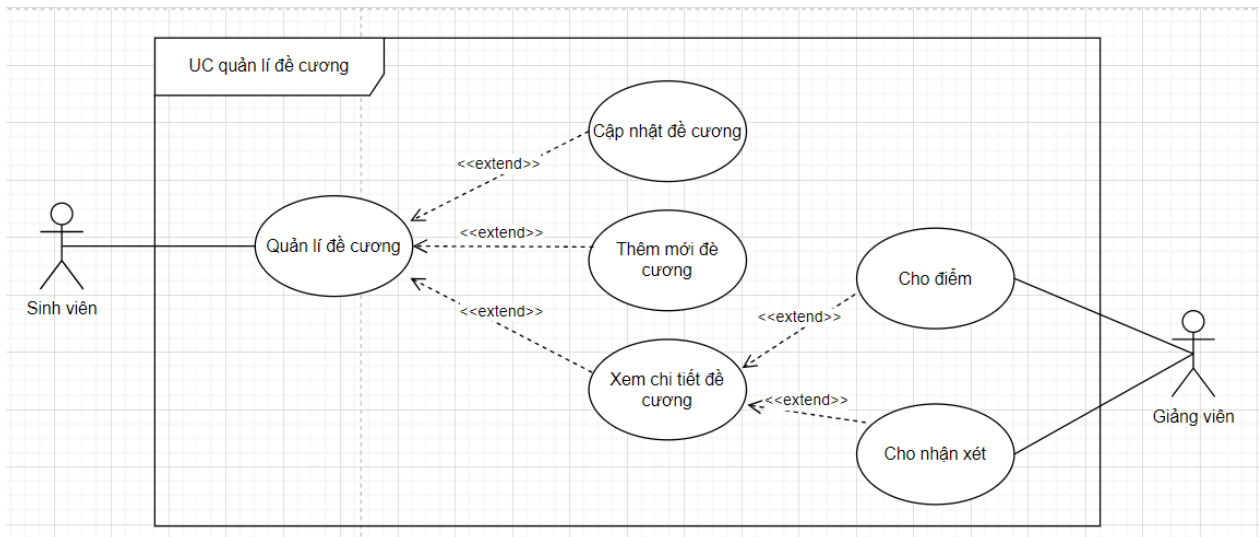 UC quản lí đề cương
Cập nhật đề cương
<<extend>>
Quản lí đề cương
<<extend>>
Thêm mới đè
cương
Sinh viên
<<extend>>
Cho điểm
<<extend>>
Xem chi tiết đề
cương
<<extend>>
Giảng viên
Cho nhận xét